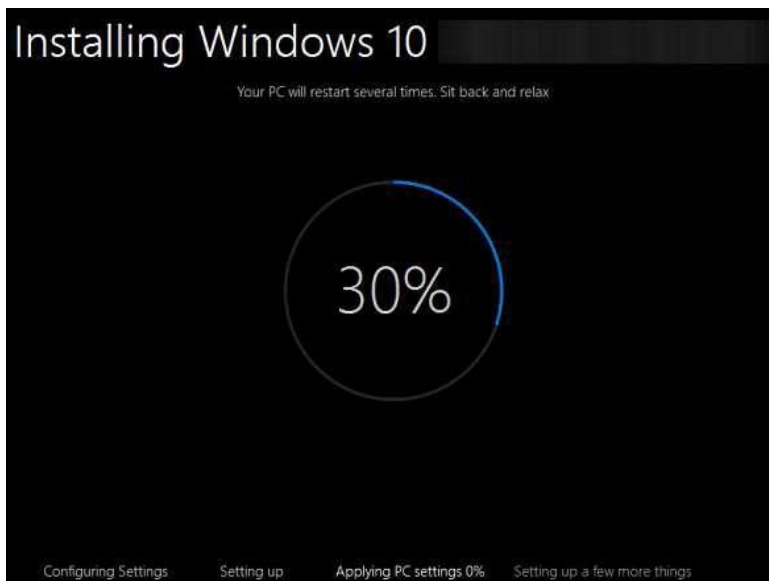 Installing Windows 10
Your PC will restart several times. Sit back and relax
30%
Configuring Settings Setting up Applying PC settings 0% Setting up a few more things